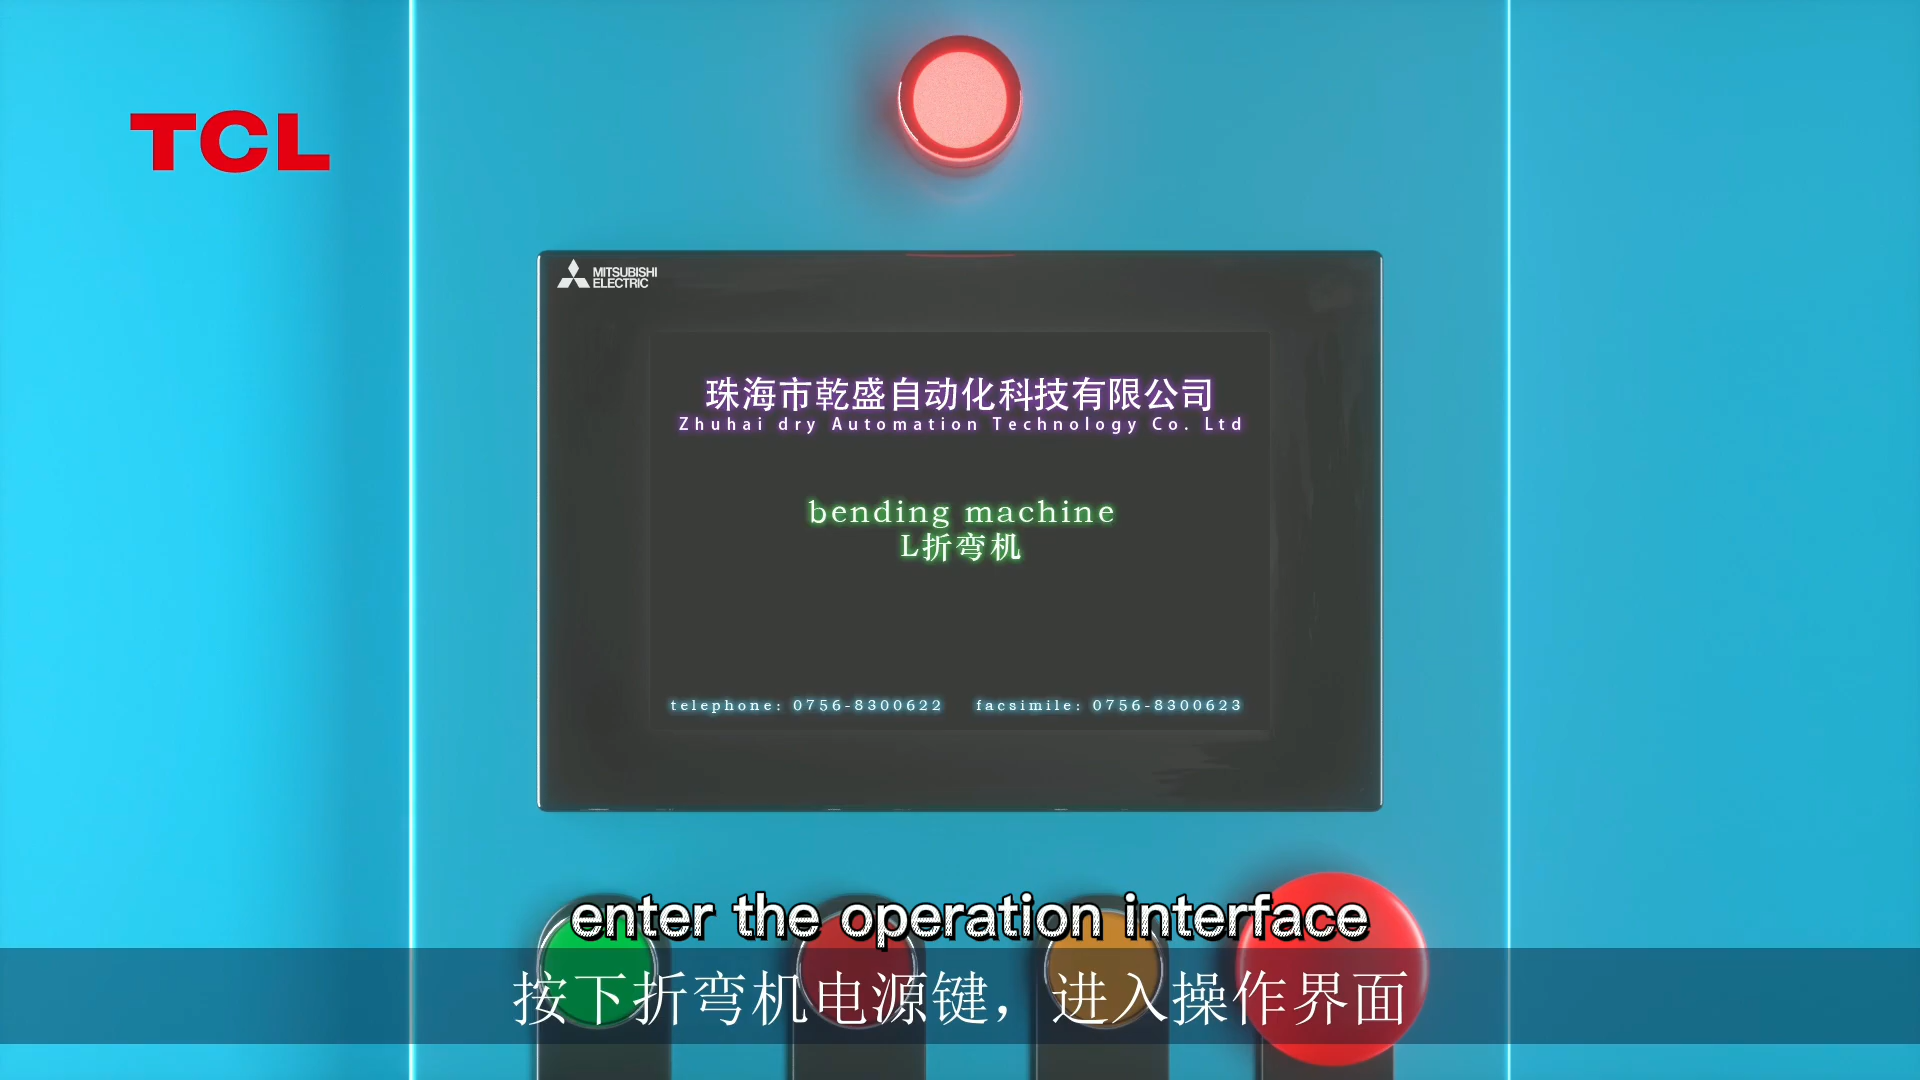 TCL
MITSUBISHI
ELECTRIC
珠海市乾盛自动化科技有限公司
Zhuhai dry Automation Technology Co. Ltd
bending machine
L折弯机
telephone: 0756-8300622 facsimile: 0756-8300623
enter the operation interface
按下折弯机电源键，进入操作界面